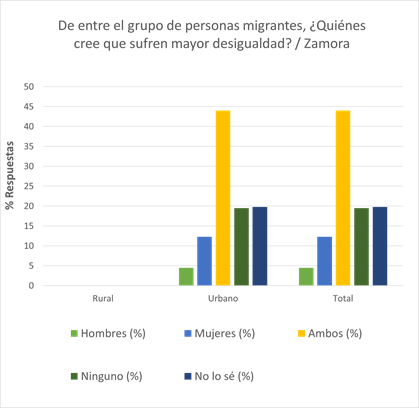 De entre el grupo de personas migrantes, ¿Quiénes
cree que sufren mayor desigualdad? / Zamora
% Respuestas
50
45
40
35
30
25
20
15
10
5
0
Rural Urbano Total
Hombres (%) Mujeres (%) Ambos (%)
Ninguno (%) No lo sé (%)